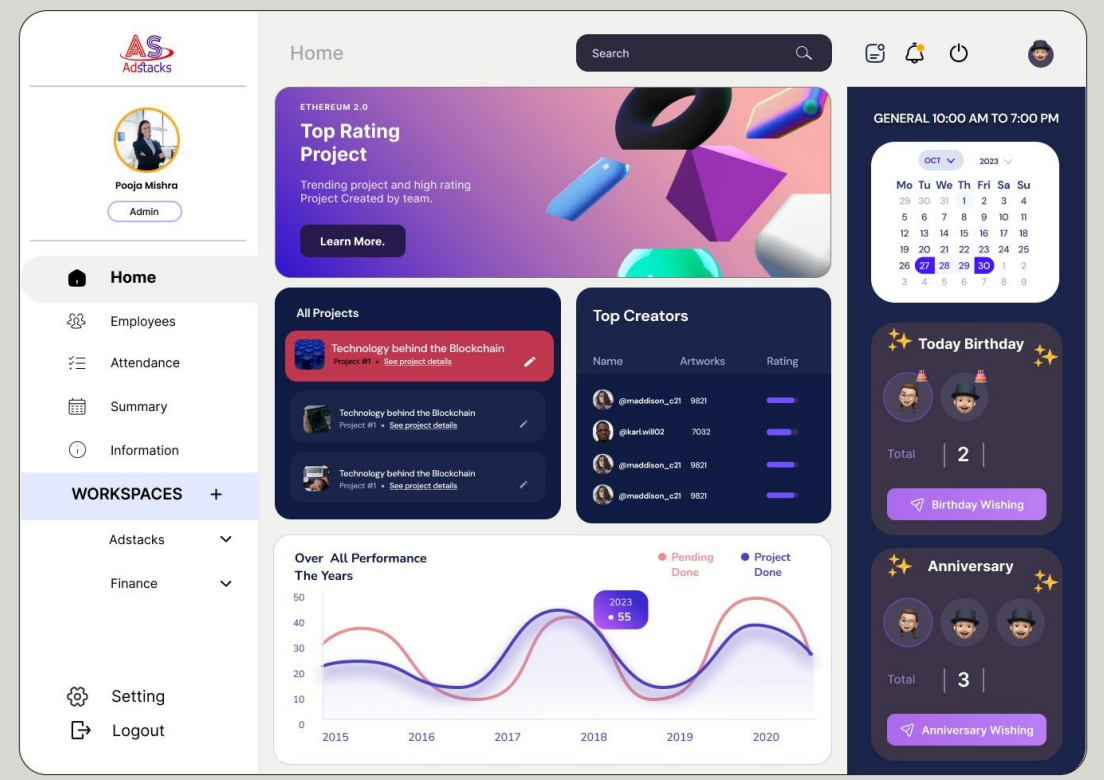 AS
Adstacks
Pooja Mishra
Admin
Home
Employees
Attendance
Summary
Information
WORKSPACES +
Adstacks
Finance
Setting
Logout
Home
Search
ETHEREUM 2.0
Top Rating
Project
Trending project and high rating
Project Created by team.
Learn More.
All Projects
Technology behind the Blockchain
Project #1 • See project details
Technology behind the Blockchain
Project #1 • See project details
Technology behind the Blockchain
Project #1 • See project details
Top Creators
Name Artworks Rating
@maddison_c21 9821
@karl.will02 7032
@maddison_c21 9821
@maddison_c21 9821
Over All Performance
The Years
Pending
Done
Project
Done
2023
55
50
40
30
20
10
0
2015 2016 2017 2018 2019 2020
GENERAL 10:00 AM TO 7:00 PM
OCT 2023
Mo Tu We Th Fri Sa Su
29 30 31 1 2 3 4
5 6 7 8 9 10 11
12 13 14 15 16 17 18
19 20 21 22 23 24 25
26 27 28 29 30 1 2
3 4 5 6 7 8 9
Today Birthday
Total 2
Birthday Wishing
Anniversary
Total 3
Anniversary Wishing